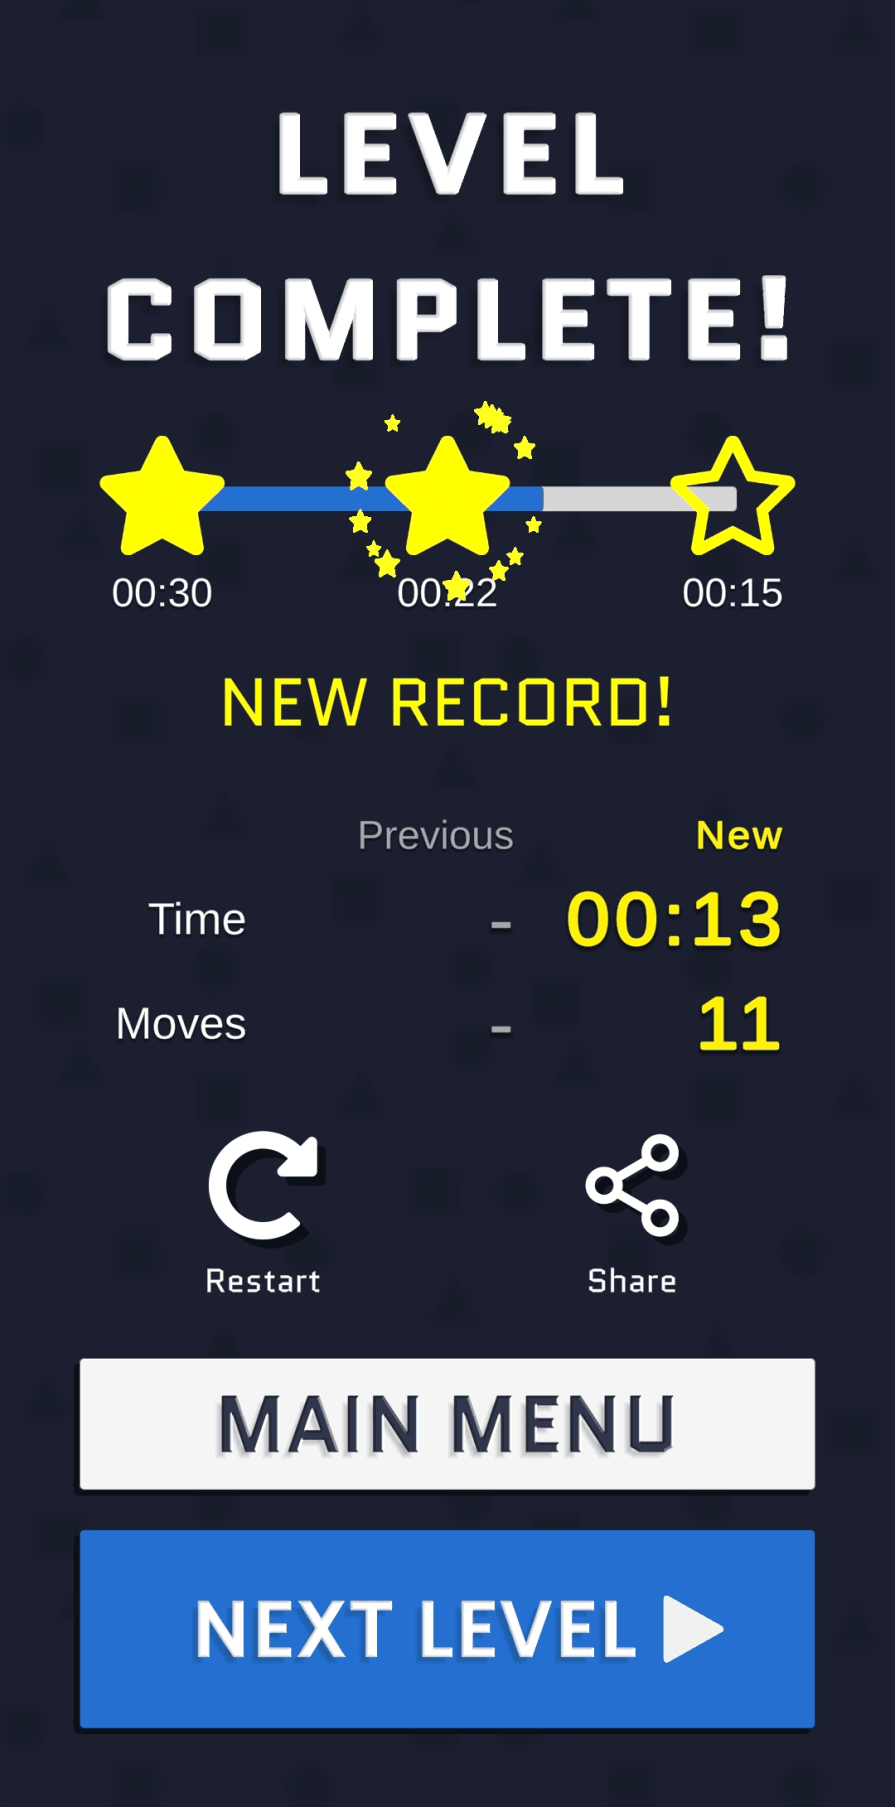 LEVEL
COMPLETE!
00:30 00:22 00:15
NEW RECORD!
Previous New
Time - 00:13
Moves - 11
Restart Share
MAIN MENU
NEXT LEVEL